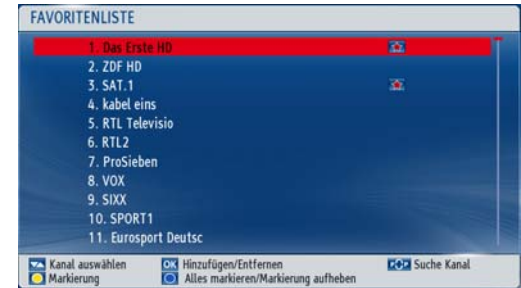 FAVORITENLISTE
1. Das Erste HD
2. ZDF HD
3. SAT.1
4. kabel eins
5. RTL Televisio
6. RTL2
7. ProSieben
8. VOX
9. SIXX
10. SPORT1
11. Eurosport Deutsc
Kanal auswählen OK Hinzufügen/Entfernen Suche Kanal
Markierung Alles markieren/Markierung aufheben